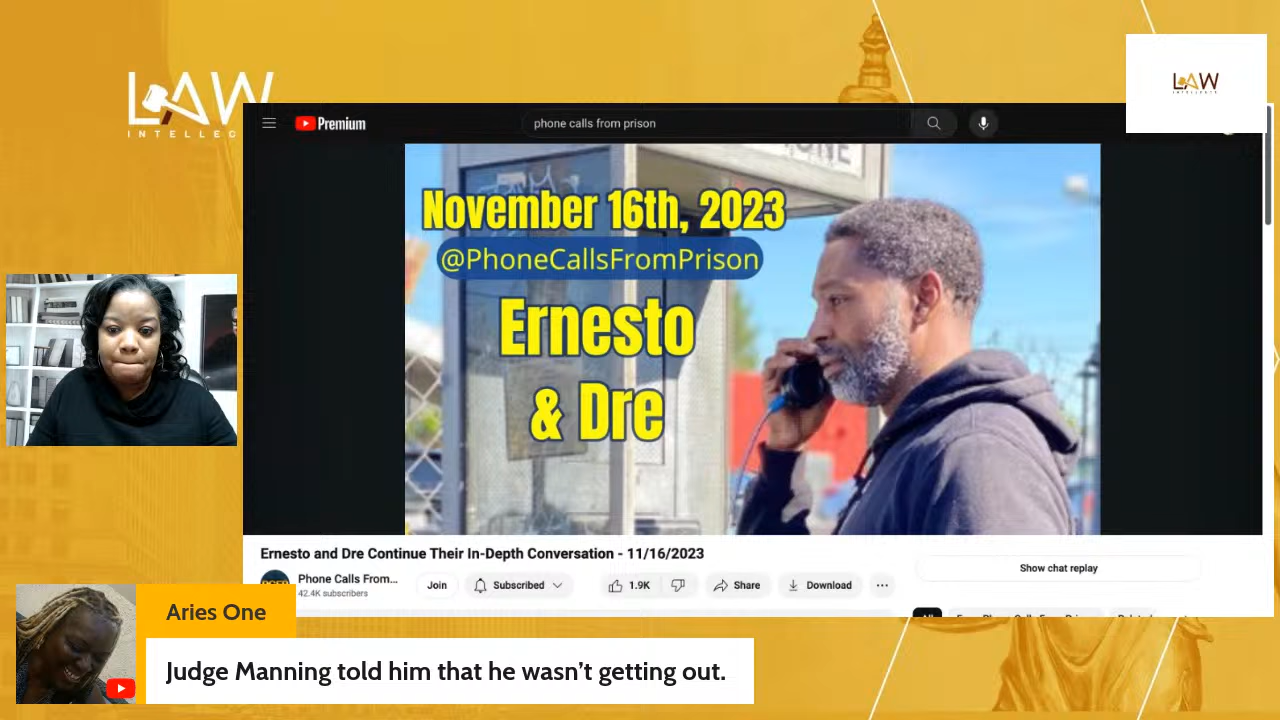 LAW
INTELLEC
LAW
INTELLECTS
Premium
phone calls from prison
ONE
November 16th, 2023
@PhoneCallsFromPrison
Ernesto
& Dre
Ernesto and Dre Continue Their In-Depth Conversation - 11/16/2023
Phone Calls From...
42.4K subscribers
Join
Subscribed
1.9K
Share
Download
...
Show chat replay
Aries One
Judge Manning told him that he wasn't getting out.